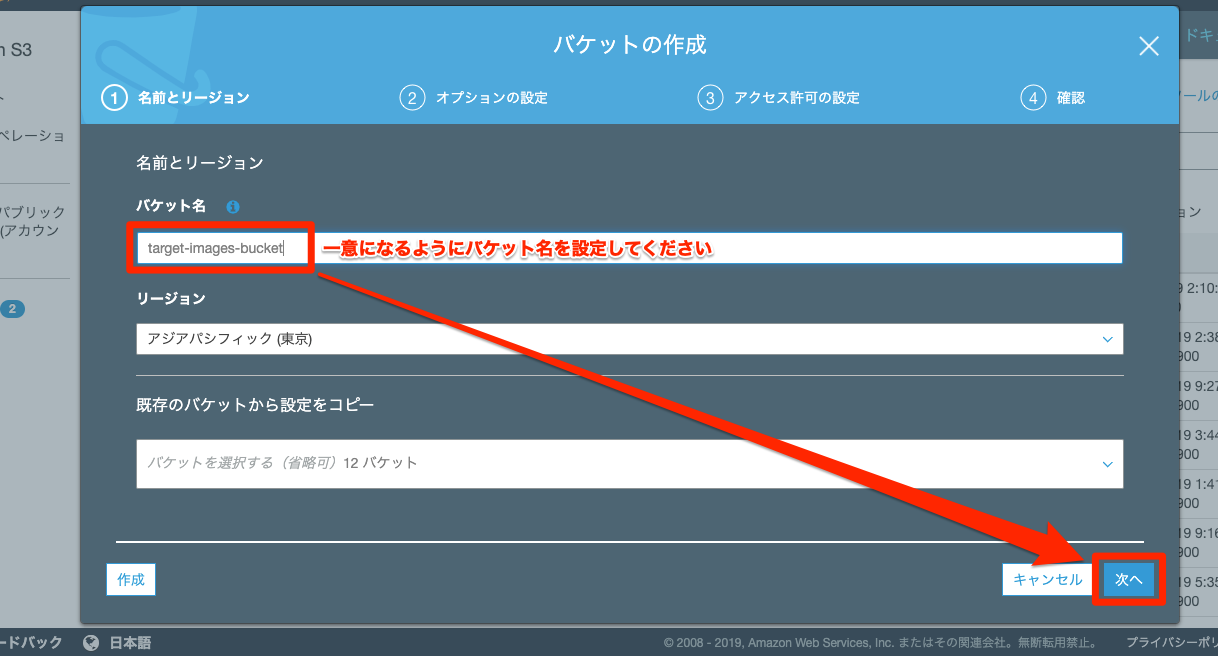 バケットの作成
n S3
ドキ
1 名前とリージョン
2 オプションの設定
3 アクセス許可の設定
4 確認
ールの
ペレーショ
名前とリージョン
パブリック
(アカウン
バケット名
ョン
target-images-bucket
一意になるようにバケット名を設定してください
リージョン
9 2:10:
2
アジアパシフィック (東京)
19 2:38
900
既存のバケットから設定をコピー
19 9:27
900
19 3:44
900
バケットを選択する（省略可）12 バケット
19 1:41
900
19 9:16
900
作成
キャンセル
次へ
19 5:35
900
ードバック
日本語
© 2008 - 2019, Amazon Web Services, Inc. またはその関連会社。無断転用禁止。
プライバシーポリ